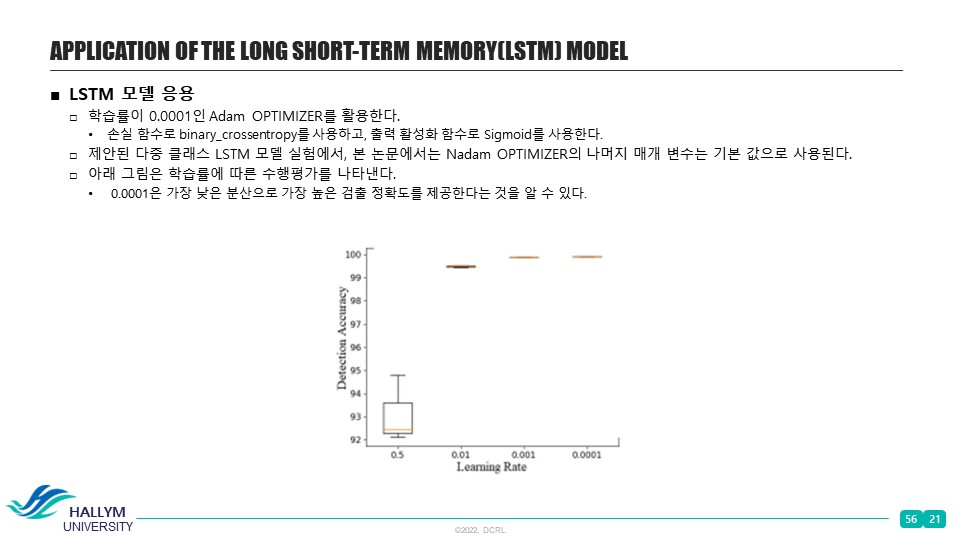 APPLICATION OF THE LONG SHORT-TERM MEMORY(LSTM) MODEL
■ LSTM 모델 응용
□ 학습률이 0.0001인 Adam OPTIMIZER를 활용한다.
• 손실 함수로 binary_crossentropy를 사용하고, 출력 활성화 함수로 Sigmoid를 사용한다.
□ 제안된 다중 클래스 LSTM 모델 실험에서, 본 논문에서는 Nadam OPTIMIZER의 나머지 매개 변수는 기본 값으로 사용된다.
□ 아래 그림은 학습률에 따른 수행평가를 나타낸다.
• 0.0001은 가장 낮은 분산으로 가장 높은 검출 정확도를 제공한다는 것을 알 수 있다.
Detection Accuracy
100
99
98
97
96
95
94
93
92
0.5 0.01 0.001 0.0001
Learning Rate
HALLYM
UNIVERSITY
©2022, DCRL
56 21